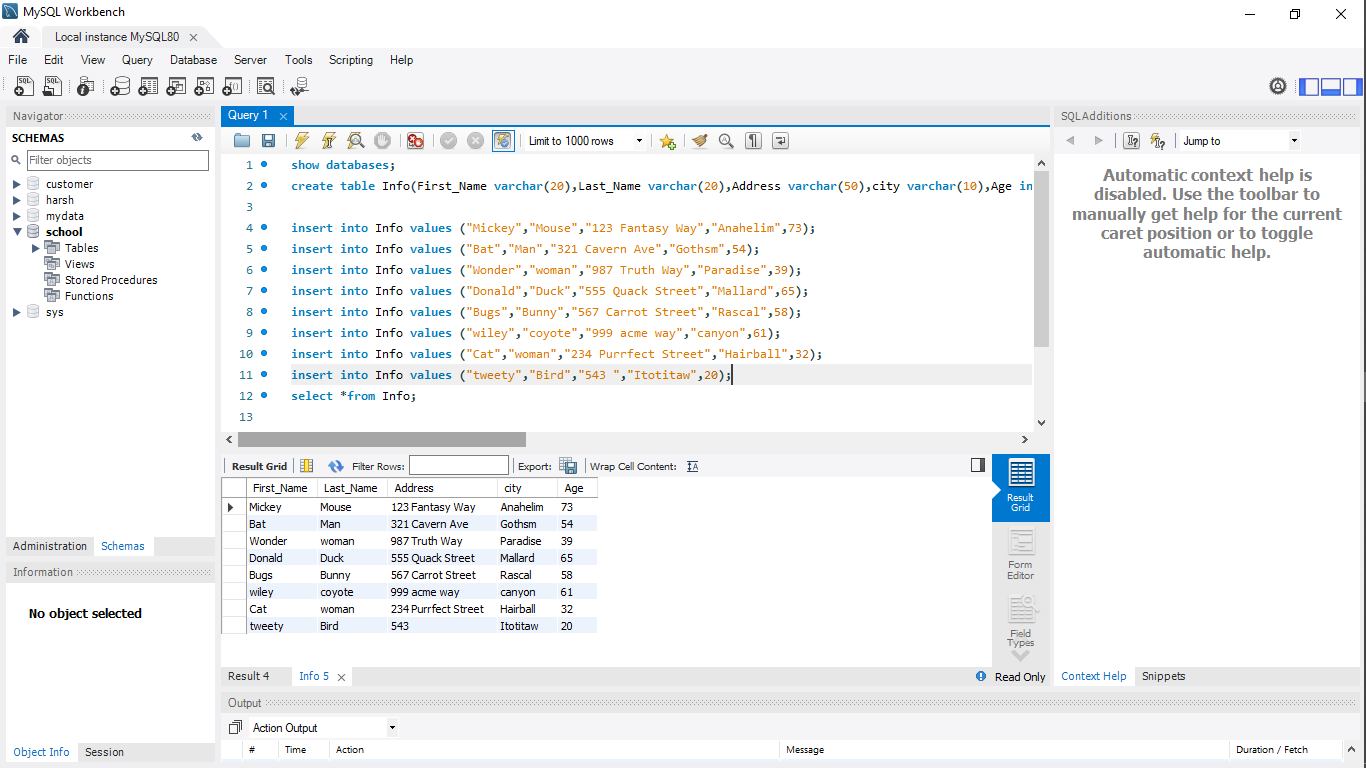 MySQL Workbench
Local instance MySQL80
File Edit View Query Database Server Tools Scripting Help
Navigator
SCHEMAS
Filter objects
customer
harsh
mydata
school
Tables
Views
Stored Procedures
Functions
sys
Administration Schemas
Information
No object selected
Object Info Session
Query 1
Limit to 1000 rows
1 show databases;
2 create table Info(First_Name varchar(20),Last_Name varchar(20),Address varchar(50),city varchar(10),Age in
3
4 insert into Info values ("Mickey","Mouse","123 Fantasy Way","Anahelim",73);
5 insert into Info values ("Bat","Man","321 Cavern Ave","Gothsm",54);
6 insert into Info values ("Wonder","woman","987 Truth Way","Paradise",39);
7 insert into Info values ("Donald","Duck","555 Quack Street","Mallard",65);
8 insert into Info values ("Bugs","Bunny","567 Carrot Street","Rascal",58);
9 insert into Info values ("wiley","coyote","999 acme way","canyon",61);
10 insert into Info values ("Cat","woman","234 Purrfect Street","Hairball",32);
11 insert into Info values ("tweety","Bird","543 ","Itotitaw",20);
12 select *from Info;
13
Result Grid Filter Rows: Export: Wrap Cell Content:
First_Name Last_Name Address city Age
Mickey Mouse 123 Fantasy Way Anahelim 73
Bat Man 321 Cavern Ave Gothsm 54
Wonder woman 987 Truth Way Paradise 39
Donald Duck 555 Quack Street Mallard 65
Bugs Bunny 567 Carrot Street Rascal 58
wiley coyote 999 acme way canyon 61
Cat woman 234 Purrfect Street Hairball 32
tweety Bird 543 Itotitaw 20
Result
Grid
Form
Editor
Field
Types
Result 4 Info 5 Read Only
Output
Action Output
# Time Action Message Duration / Fetch
SQLAdditions
Jump to
Automatic context help is
disabled. Use the toolbar to
manually get help for the current
caret position or to toggle
automatic help.
Context Help Snippets